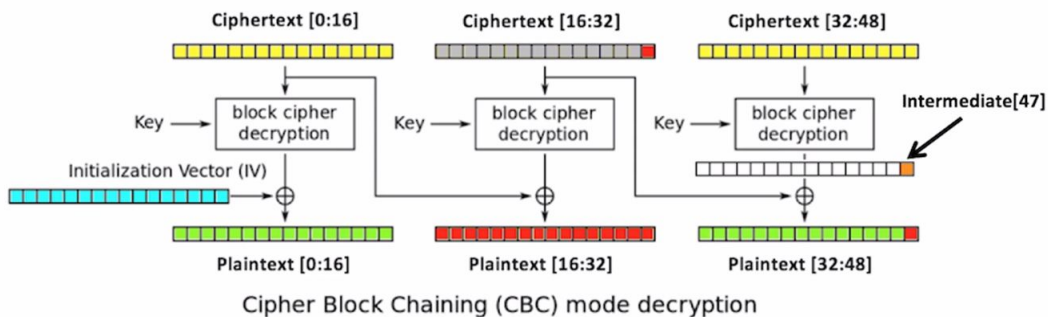 Ciphertext [0:16]
Ciphertext [16:32]
Ciphertext [32:48]
Intermediate[47]
Key
block cipher
decryption
Key
block cipher
decryption
Key
block cipher
decryption
Initialization Vector (IV)
Plaintext [0:16]
Plaintext [16:32]
Plaintext [32:48]
Cipher Block Chaining (CBC) mode decryption